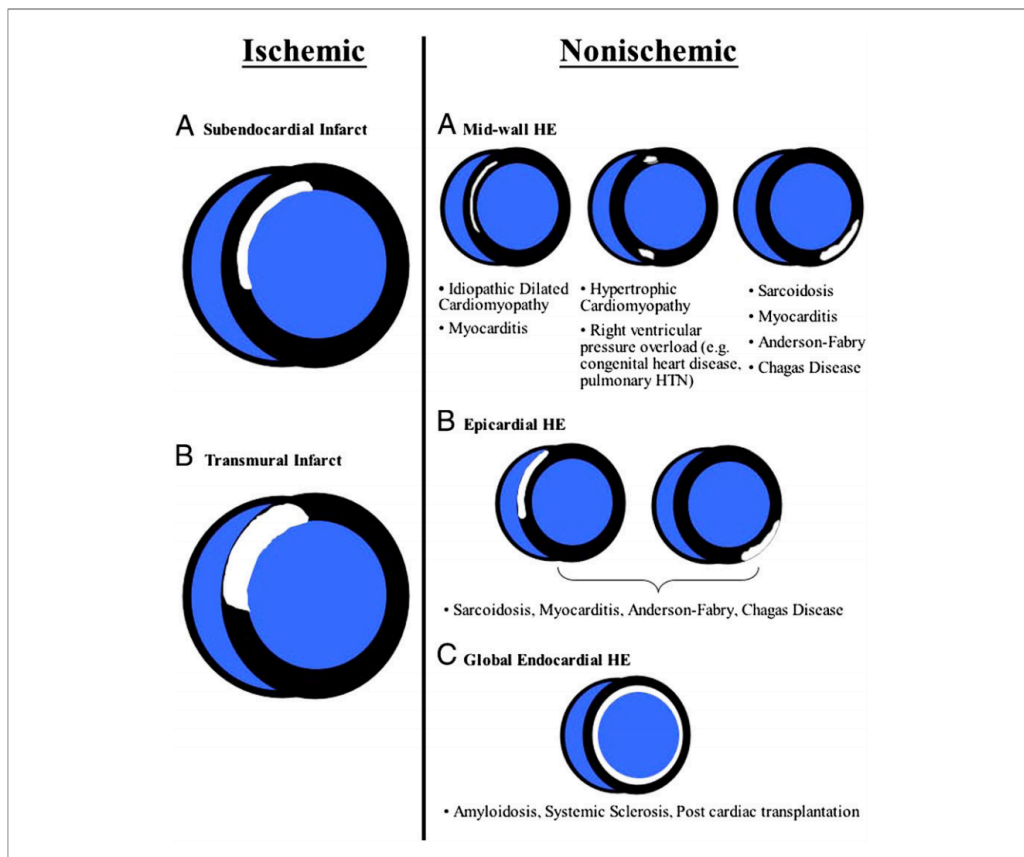 Ischemic
A Subendocardial Infarct
B Transmural Infarct
Nonischemic
A Mid-wall HE
• Idiopathic Dilated
Cardiomyopathy
• Myocarditis
• Hypertrophic
Cardiomyopathy
• Right ventricular
pressure overload (e.g.
congenital heart disease,
pulmonary HTN)
• Sarcoidosis
• Myocarditis
• Anderson-Fabry
• Chagas Disease
B Epicardial HE
• Sarcoidosis, Myocarditis, Anderson-Fabry, Chagas Disease
C Global Endocardial HE
• Amyloidosis, Systemic Sclerosis, Post cardiac transplantation